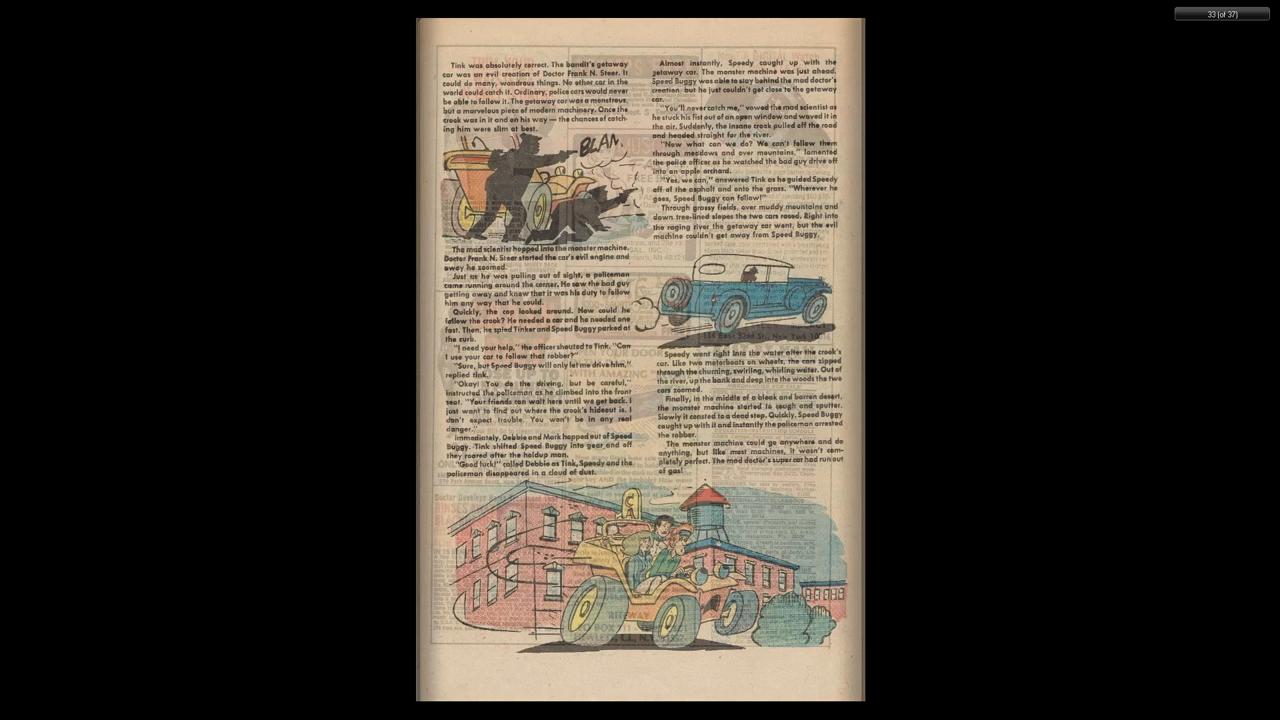 33 (of 37)
Tink was absolutely correct. The bandit's getaway
car was an evil creation of Doctor Frank N. Steer. It
could do many, wondrous things. No other car in the
world could catch it. Ordinary, police cars would never
be able to follow it. The getaway car was a monstrous,
but a marvelous piece of modern machinery. Once the
crook was in it and on his way — the chances of catch-
ing him were slim at best.
BLAM.
The mad scientist hopped into the monster machine.
Doctor Frank N. Steer started the car's evil engine and
away he zoomed.
Just as he was pulling out of sight, a policeman
came running around the corner. He saw the bad guy
getting away and knew that it was his duty to follow
him any way that he could.
Quickly, the cop looked around. How could he
follow the crook? He needed a car and he needed one
fast. Then, he spied Tinker and Speed Buggy parked at
the curb.
"I need your help," the officer shouted to Tink. "Can
I use your car to follow that robber?"
"Sure, but Speed Buggy will only let me drive him,"
replied tink.
"Okay! You do the driving, but be careful,"
instructed the policeman as he climbed into the front
seat. "Your friends can wait here until we get back. I
just want to find out where the crook's hideout is. I
don't expect trouble. You won't be in any real
danger."
Immediately, Debbie and Mark hopped out of Speed
Buggy. Tink shifted Speed Buggy into gear and off
they roared after the holdup man.
"Good luck!" called Debbie as Tink, Speedy and the
policeman disappeared in a cloud of dust.
Almost instantly, Speedy caught up with the
getaway car. The monster machine was just ahead.
Speed Buggy was able to stay behind the mad doctor's
creation, but he just couldn't get close to the getaway
car.
"You'll never catch me," vowed the mad scientist as
he stuck his fist out of an open window and waved it in
the air. Suddenly, the insane crook pulled off the road
and headed straight for the river.
"Now what can we do? We can't follow them
through meadows and over mountains," lamented
the police officer as he watched the bad guy drive off
into an apple orchard.
"Yes, we can," answered Tink as he guided Speedy
off of the asphalt and onto the grass. "Wherever he
goes, Speed Buggy can follow!"
Through grassy fields, over muddy mountains and
down tree-lined slopes the two cars raced. Right into
the raging river the getaway car went, but the evil
machine couldn't get away from Speed Buggy.
Speedy went right into the water after the crook's
car. Like two motorboats on wheels, the cars zipped
through the churning, swirling, whirling water. Out of
the river, up the bank and deep into the woods the two
cars zoomed.
Finally, in the middle of a bleak and barren desert,
the monster machine started to cough and sputter.
Slowly it coasted to a dead stop. Quickly, Speed Buggy
caught up with it and instantly the policeman arrested
the robber.
The monster machine could go anywhere and do
anything, but like most machines, it wasn't com-
pletely perfect. The mad doctor's super car had run out
of gas!